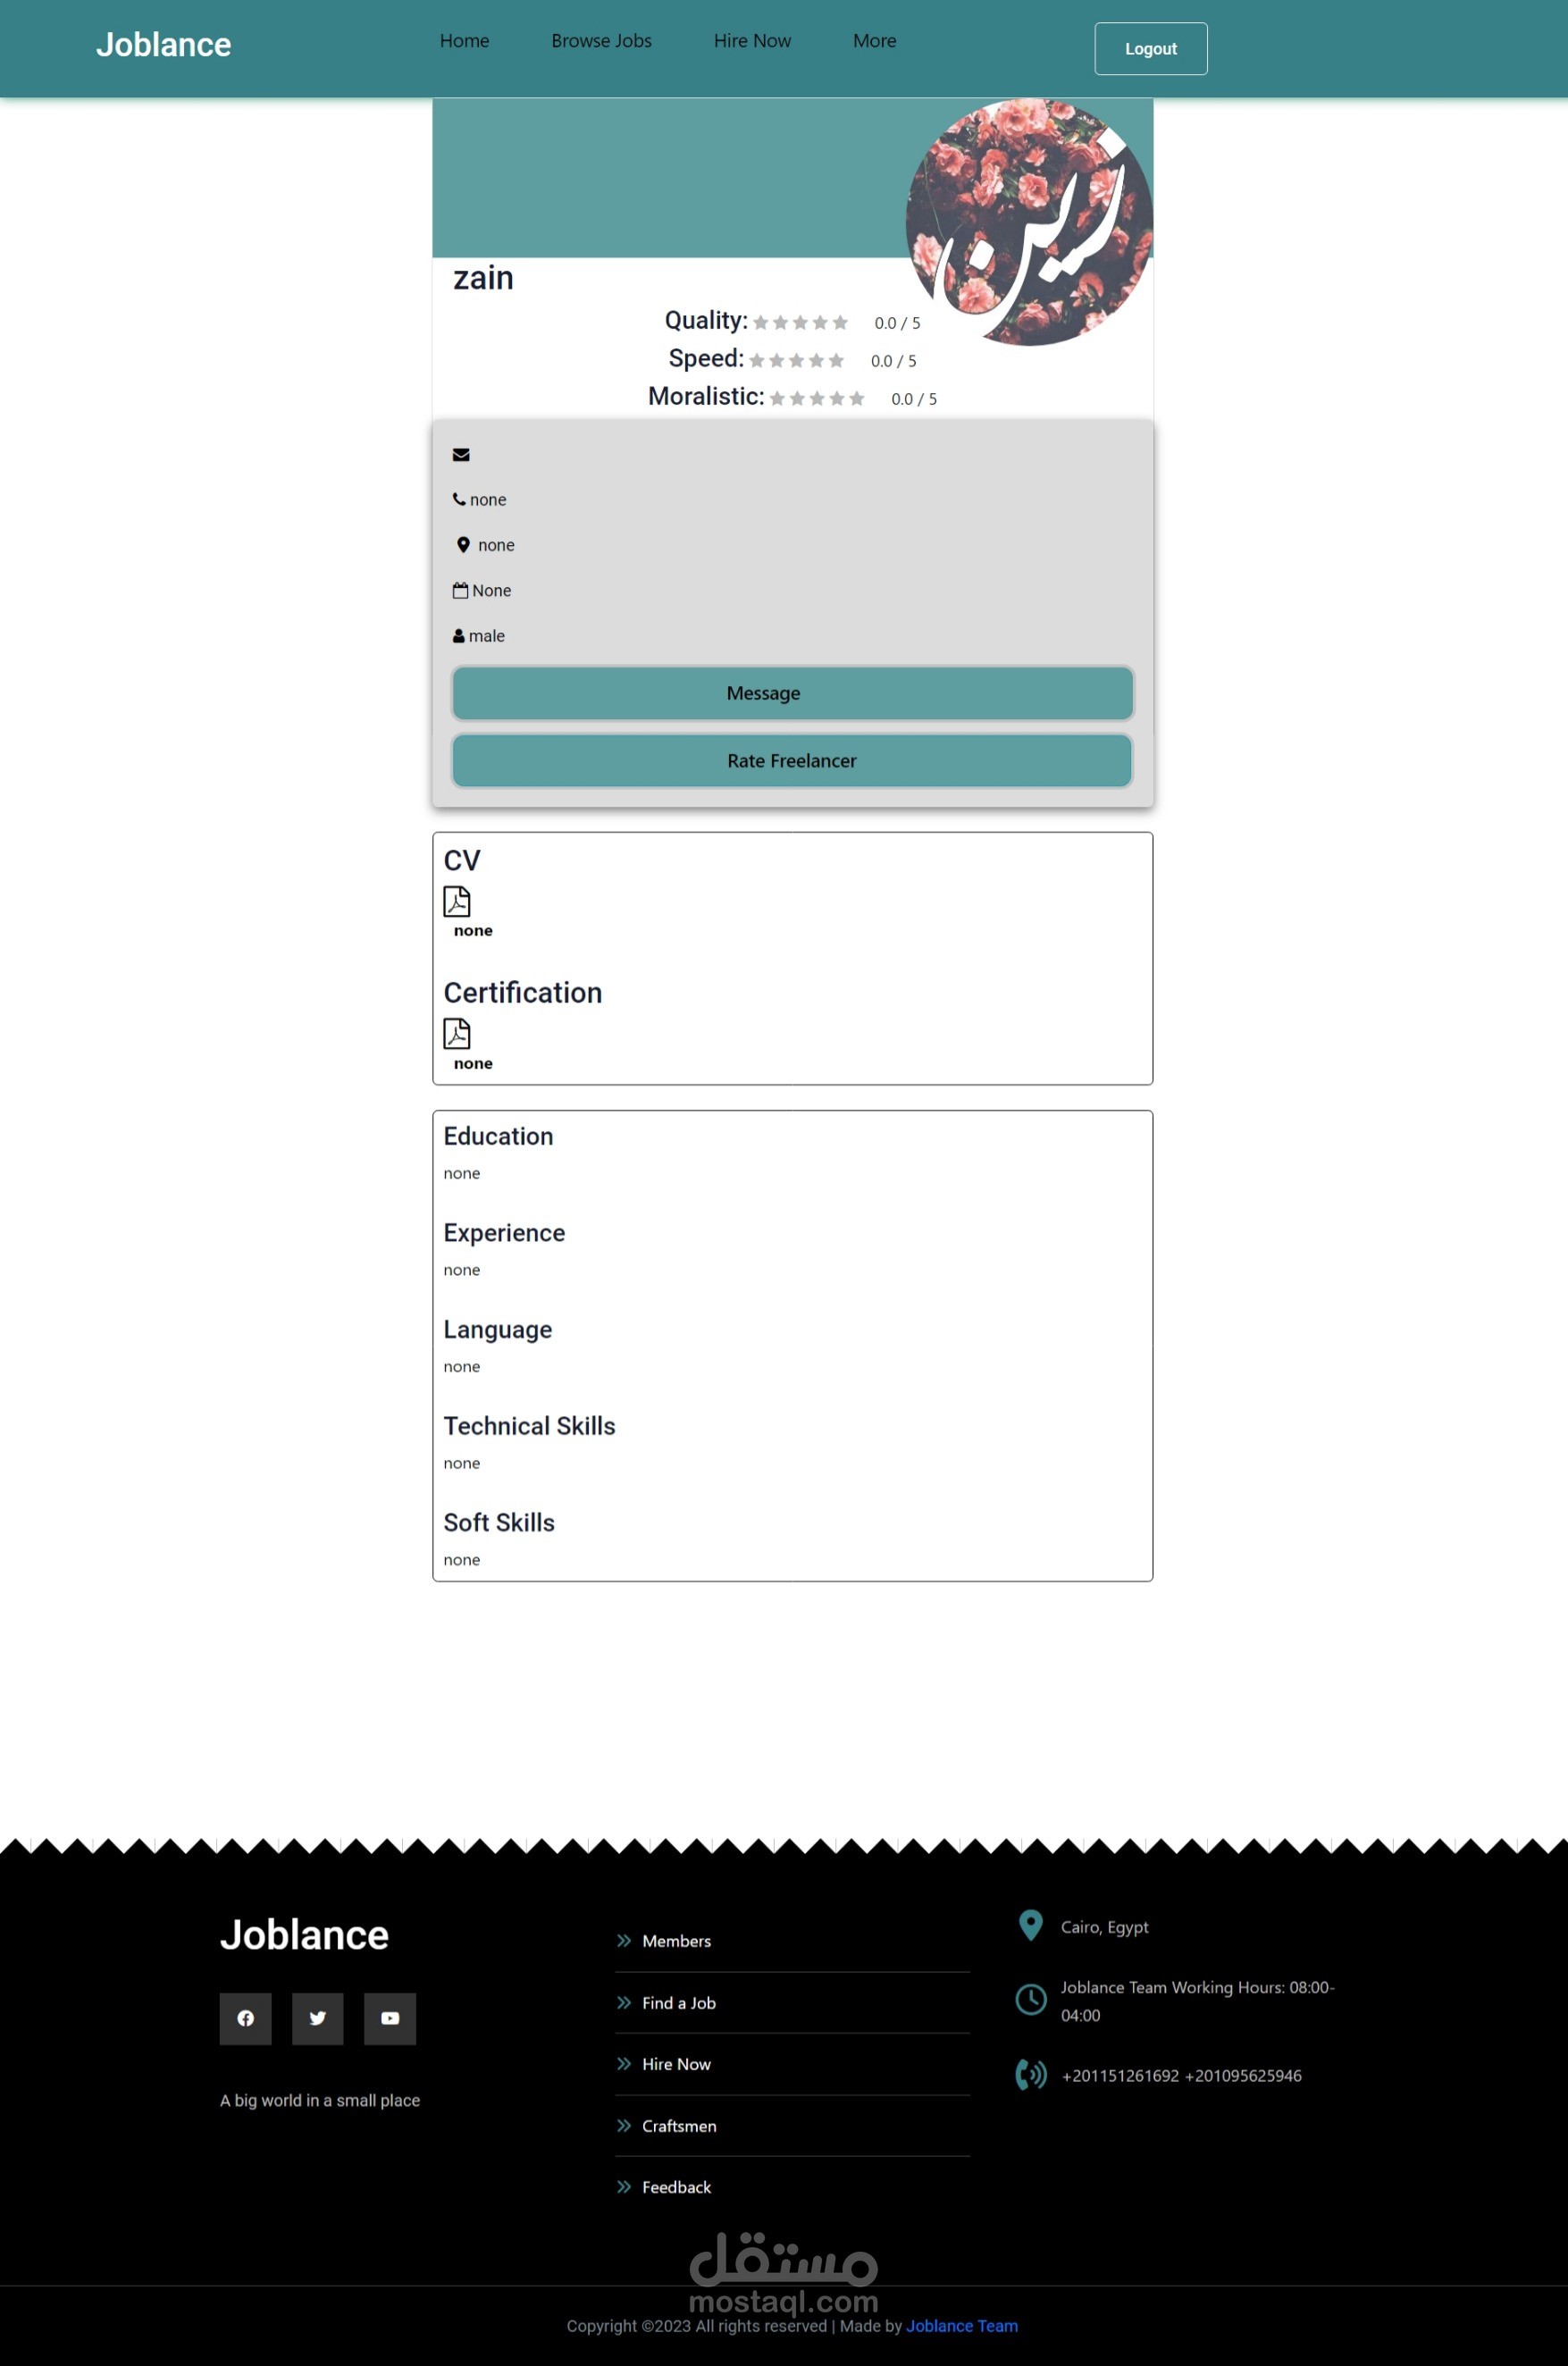 Joblance
Home
Browse Jobs
Hire Now
More
Logout
زين
zain
Quality: 0.0 / 5
Speed: 0.0 / 5
Moralistic: 0.0 / 5
none
none
None
male
Message
Rate Freelancer
CV
none
Certification
none
Education
none
Experience
none
Language
none
Technical Skills
none
Soft Skills
none
Joblance
A big world in a small place
Members
Find a Job
Hire Now
Craftsmen
Feedback
Cairo, Egypt
Joblance Team Working Hours: 08:00-
04:00
+201151261692 +201095625946
مستقل
mostaql.com
Copyright ©2023 All rights reserved | Made by Joblance Team